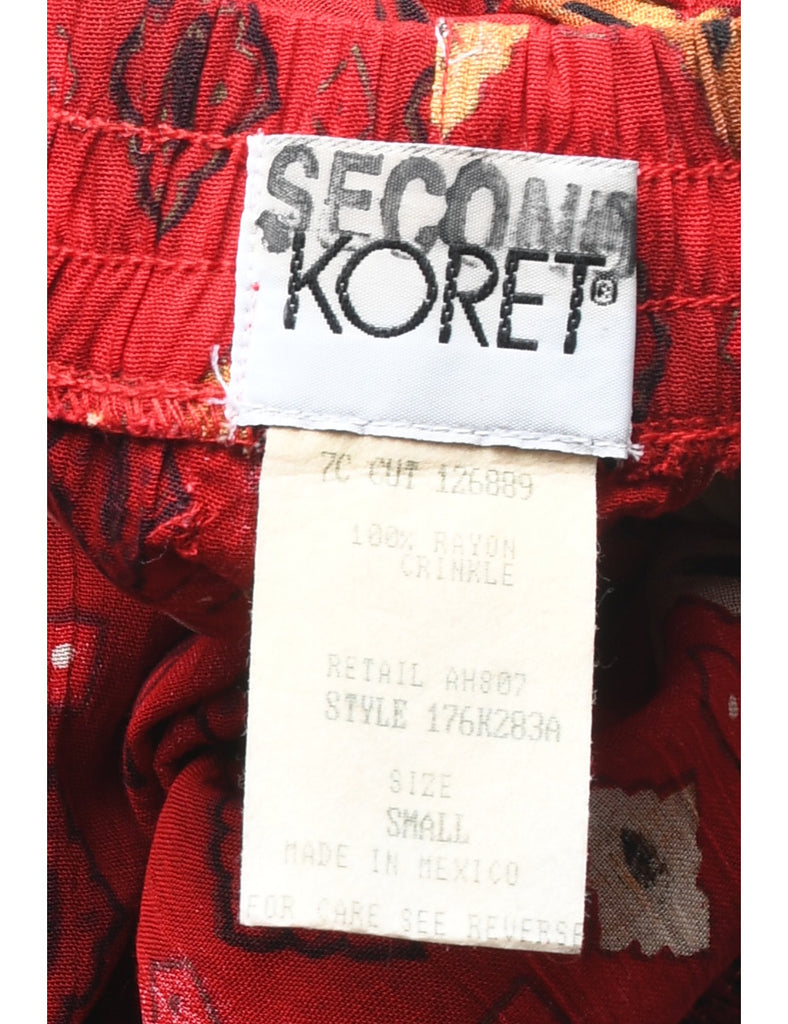 SECOND
KORET®
7C CUT 126889
100% RAYON
CRINKLE
RETAIL AH807
STYLE 176K283A
SIZE
SMALL
MADE IN MEXICO
FOR CARE SEE REVERSE